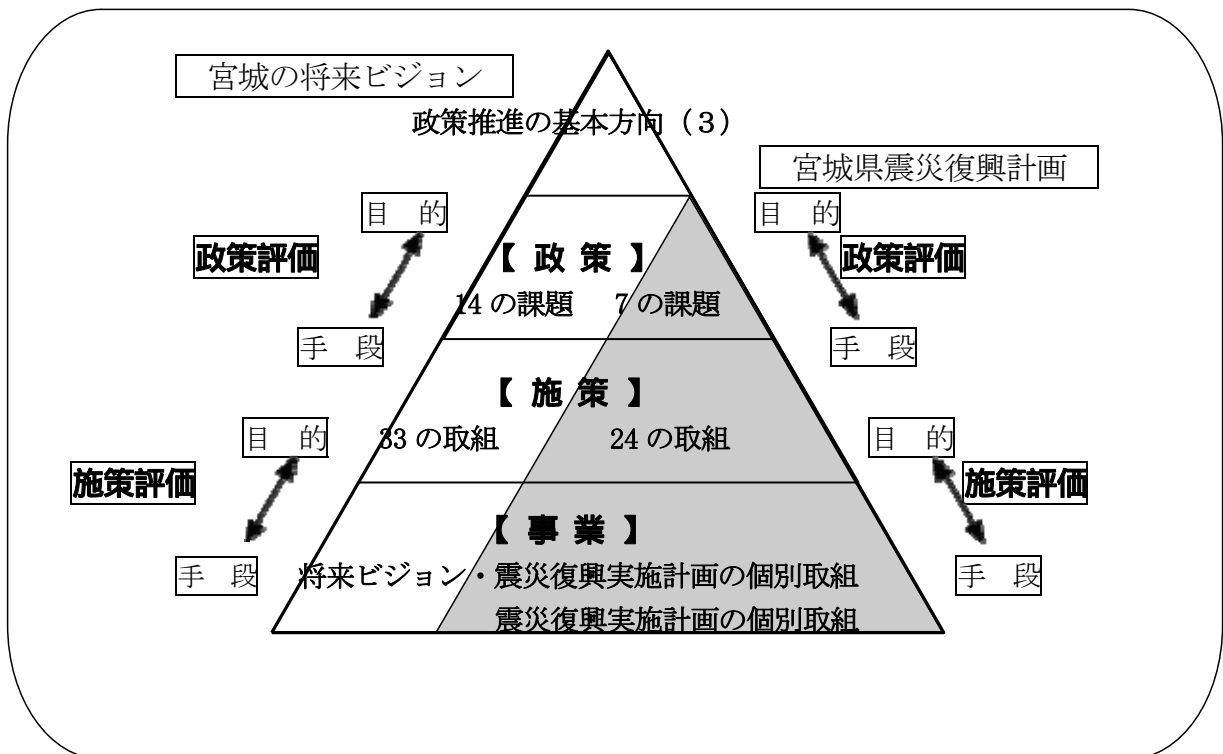 宮城の将来ビジョン
政策推進の基本方向（３）
宮城県震災復興計画
目　的
目　的
政策評価
【 政 策 】
政策評価
14 の課題　7 の課題
手　段
手　段
【 施 策 】
目　的
33 の取組　24 の取組
目　的
施策評価
施策評価
【 事 業 】
手　段
将来ビジョン・震災復興実施計画の個別取組
手　段
震災復興実施計画の個別取組